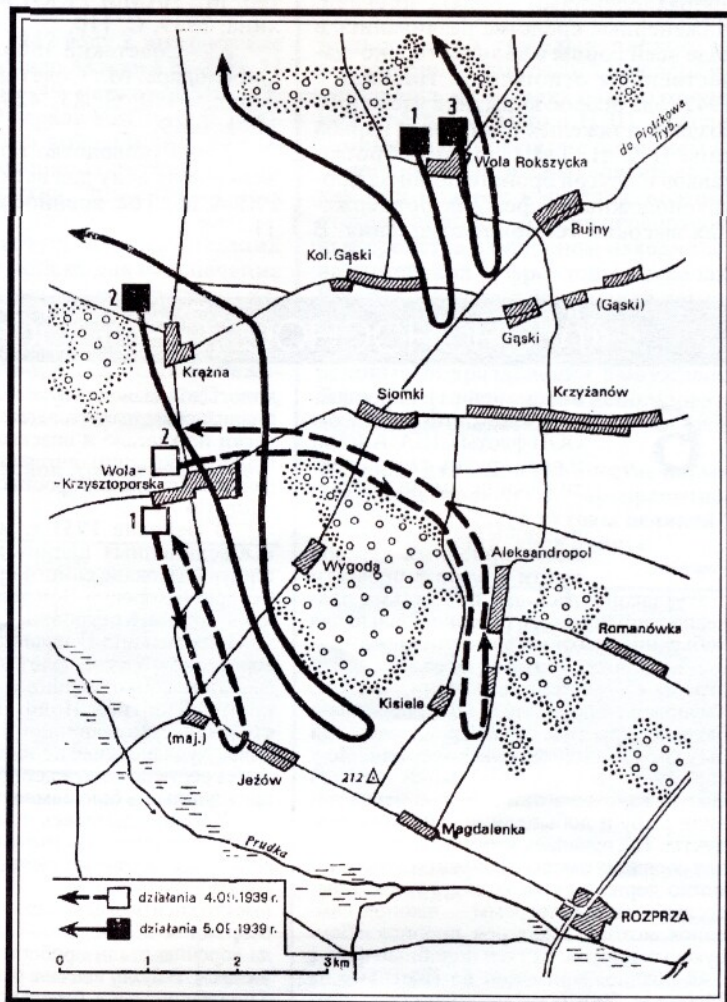 1
3
Wola Rokszycka
do Piotrkowa
Tryb.
Bujny
Kol. Gąski
2
(Gąski)
Gąski
Krężna
Siomki
Krzyżanów
2
Wola-
-Krzysztoporska
1
Wygoda
Aleksandropol
Romanówka
Kisiele
(maj.)
Jeżów
212
Magdalenka
Prudka
ROZPRZA
działania 4.09.1939 r.
działania 5.09.1939 r.
0 1 3 km